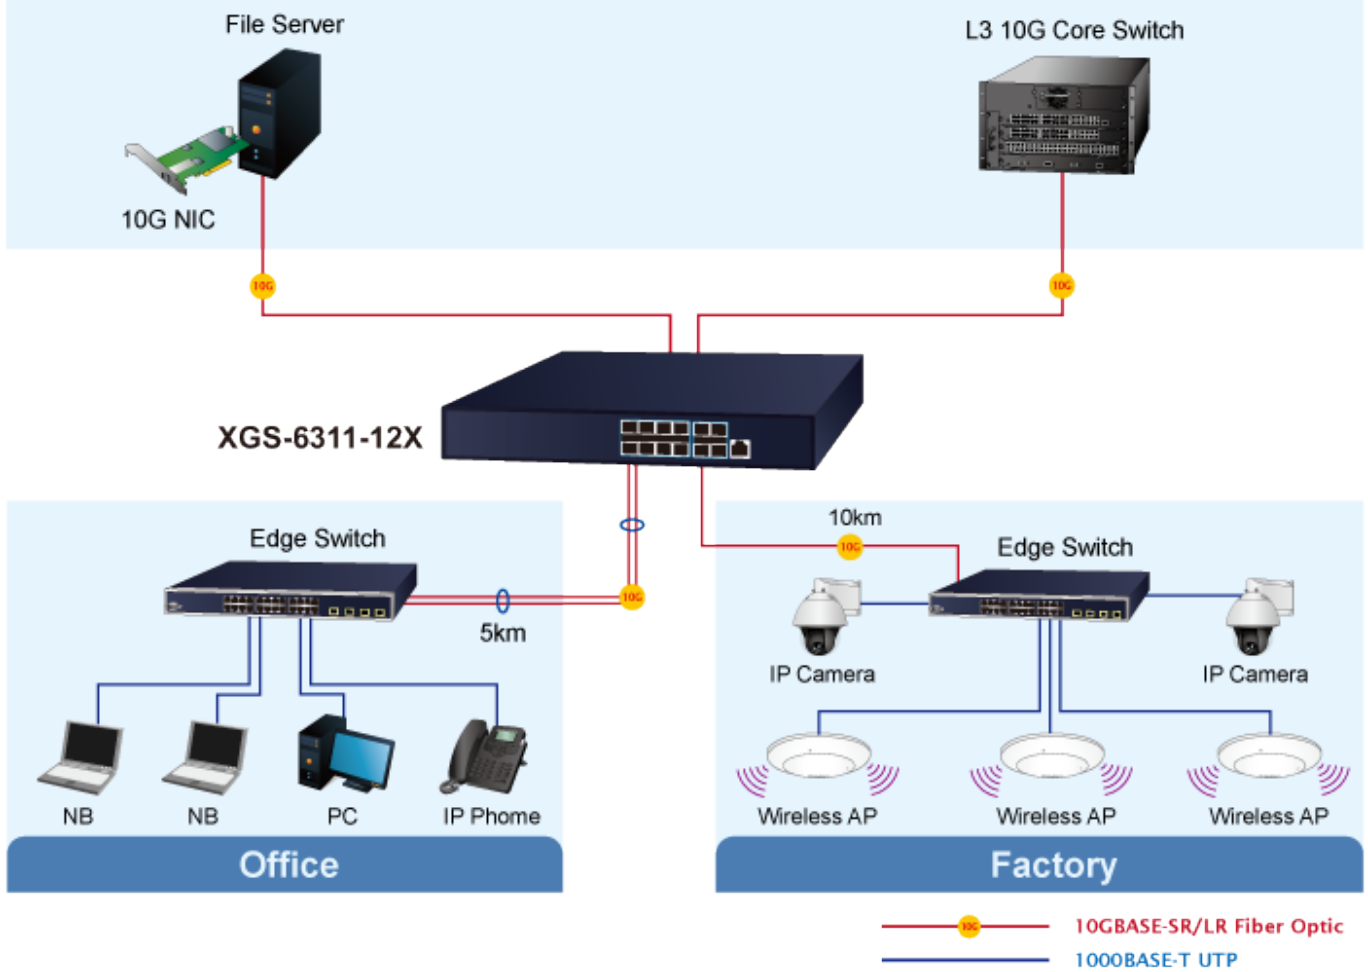 File Server
L3 10G Core Switch
10G NIC
10G
10G
XGS-6311-12X
10km
10G
Edge Switch
Edge Switch
10G
5km
IP Camera
IP Camera
NB
NB
PC
IP Phome
Wireless AP
Wireless AP
Wireless AP
Office
Factory
10G
10GBASE-SR/LR Fiber Optic
1000BASE-T UTP